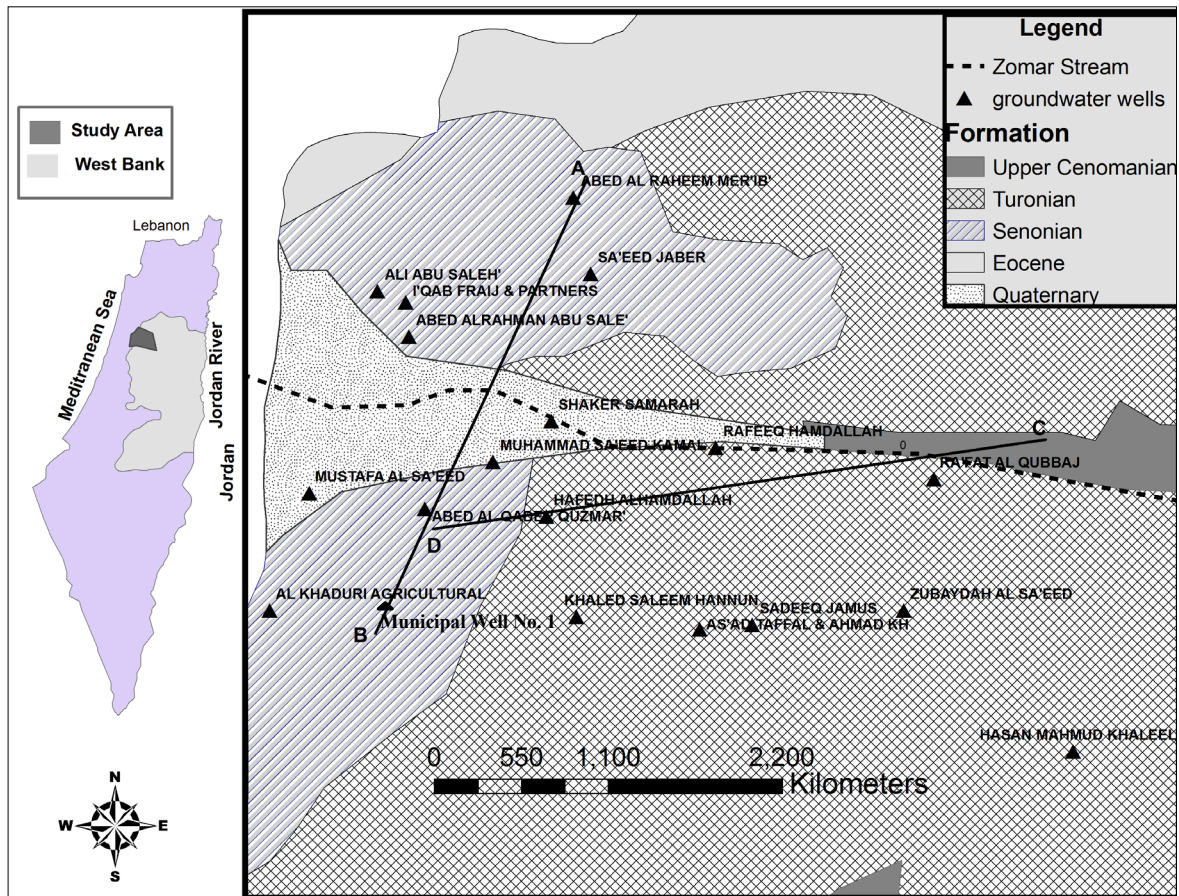 Study Area
West Bank
Lebanon
Meditranean Sea
Jordan River
Jordan
N
W
E
S
Legend
Zomar Stream
groundwater wells
Formation
Upper Cenomanian
Turonian
Senonian
Eocene
Quaternary
A
ABED AL RAHEEM MER'IB'
SA'EED JABER
ALI ABU SALEH'
I'QAB FRAIJ & PARTNERS
ABED ALRAHMAN ABU SALE'
SHAKER SAMARAH
RAFEEQ HAMDALLAH
0
C
MUHAMMAD SAIEED KAMAL
RA'FAT AL QUBBAJ
MUSTAFA AL SA'EED
HAFEDH ALHAMDALLAH
ABED AL QADER QUZMAR'
D
AL KHADURI AGRICULTURAL
Municipal Well No. 1
B
KHALED SALEEM HANNUN
SADEEQ JAMUS
AS'AD TAFFAL & AHMAD KH
ZUBAYDAH AL SA'EED
HASAN MAHMUD KHALEEL
0 550 1,100 2,200
Kilometers